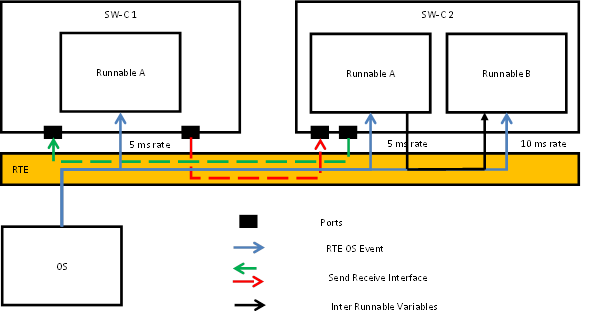 SW-C 1
SW-C 2
Runnable A
Runnable A
Runnable B
5 ms rate
5 ms rate
10 ms rate
RTE
OS
Ports
RTE OS Event
Send Receive Interface
Inter Runnable Variables